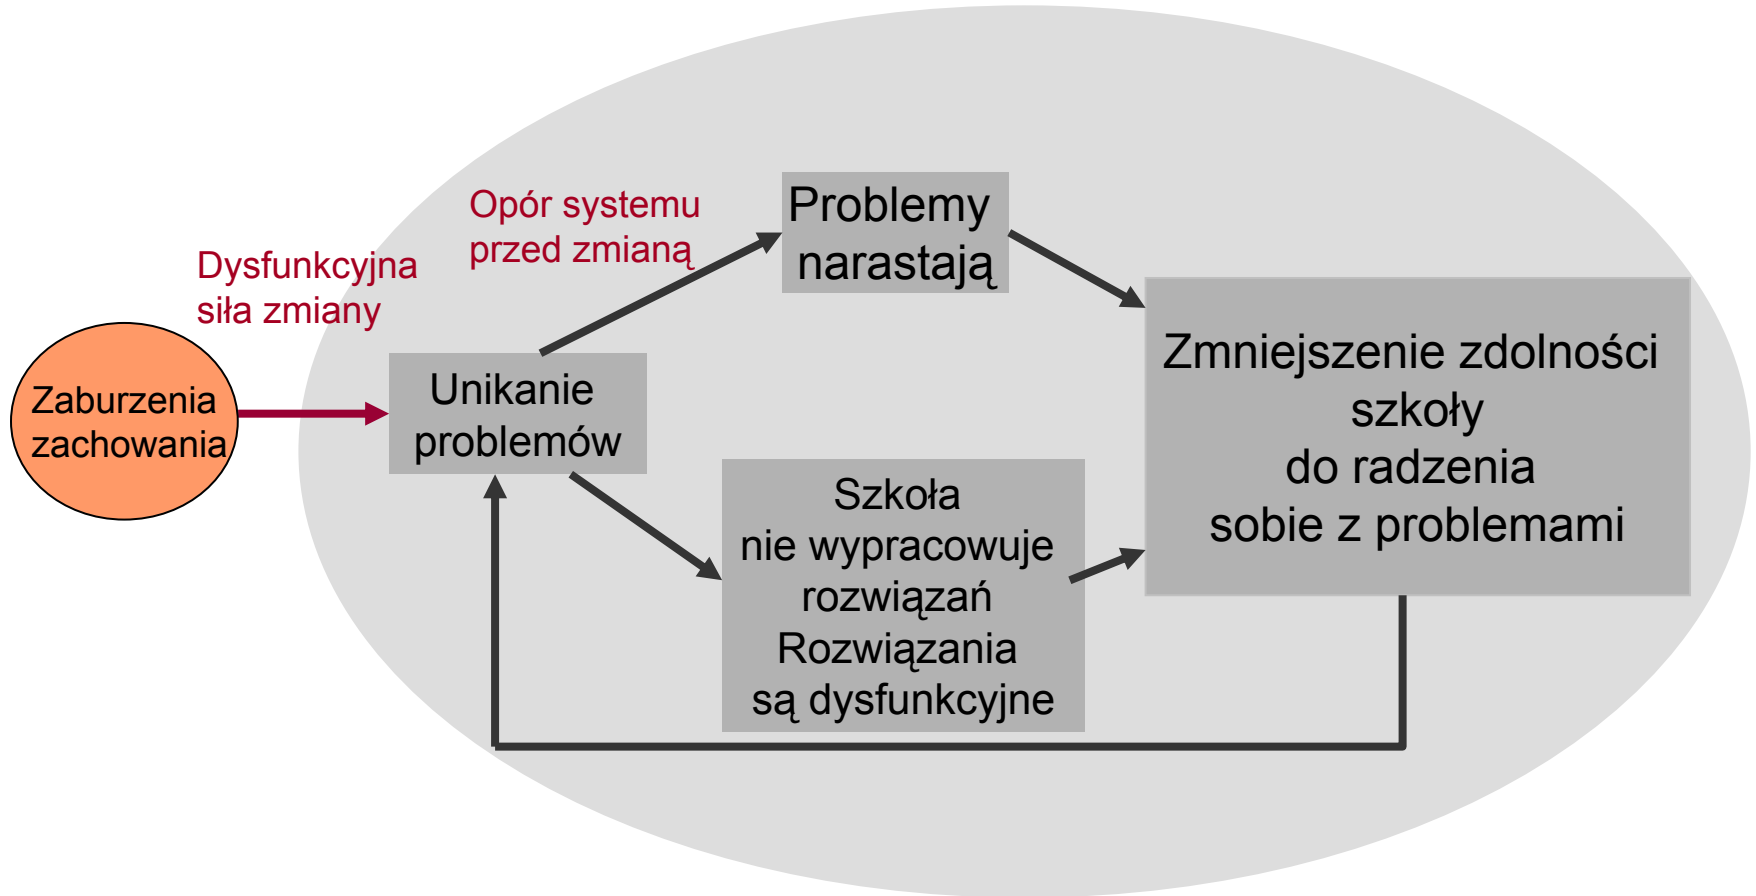 Opór systemu
przed zmianą
Problemy
narastają
Dysfunkcyjna
siła zmiany
Zaburzenia
zachowania
Unikanie
problemów
Zmniejszenie zdolności
szkoły
do radzenia
sobie z problemami
Szkoła
nie wypracowuje
rozwiązań
Rozwiązania
są dysfunkcyjne